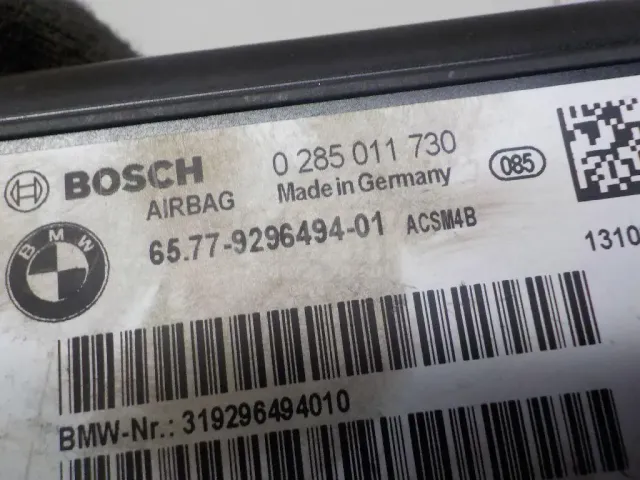 BOSCH 0 285 011 730
AIRBAG Made in Germany 085
BMW 65.77-9296494-01 ACSM4B
1310
BMW-Nr.: 319296494010